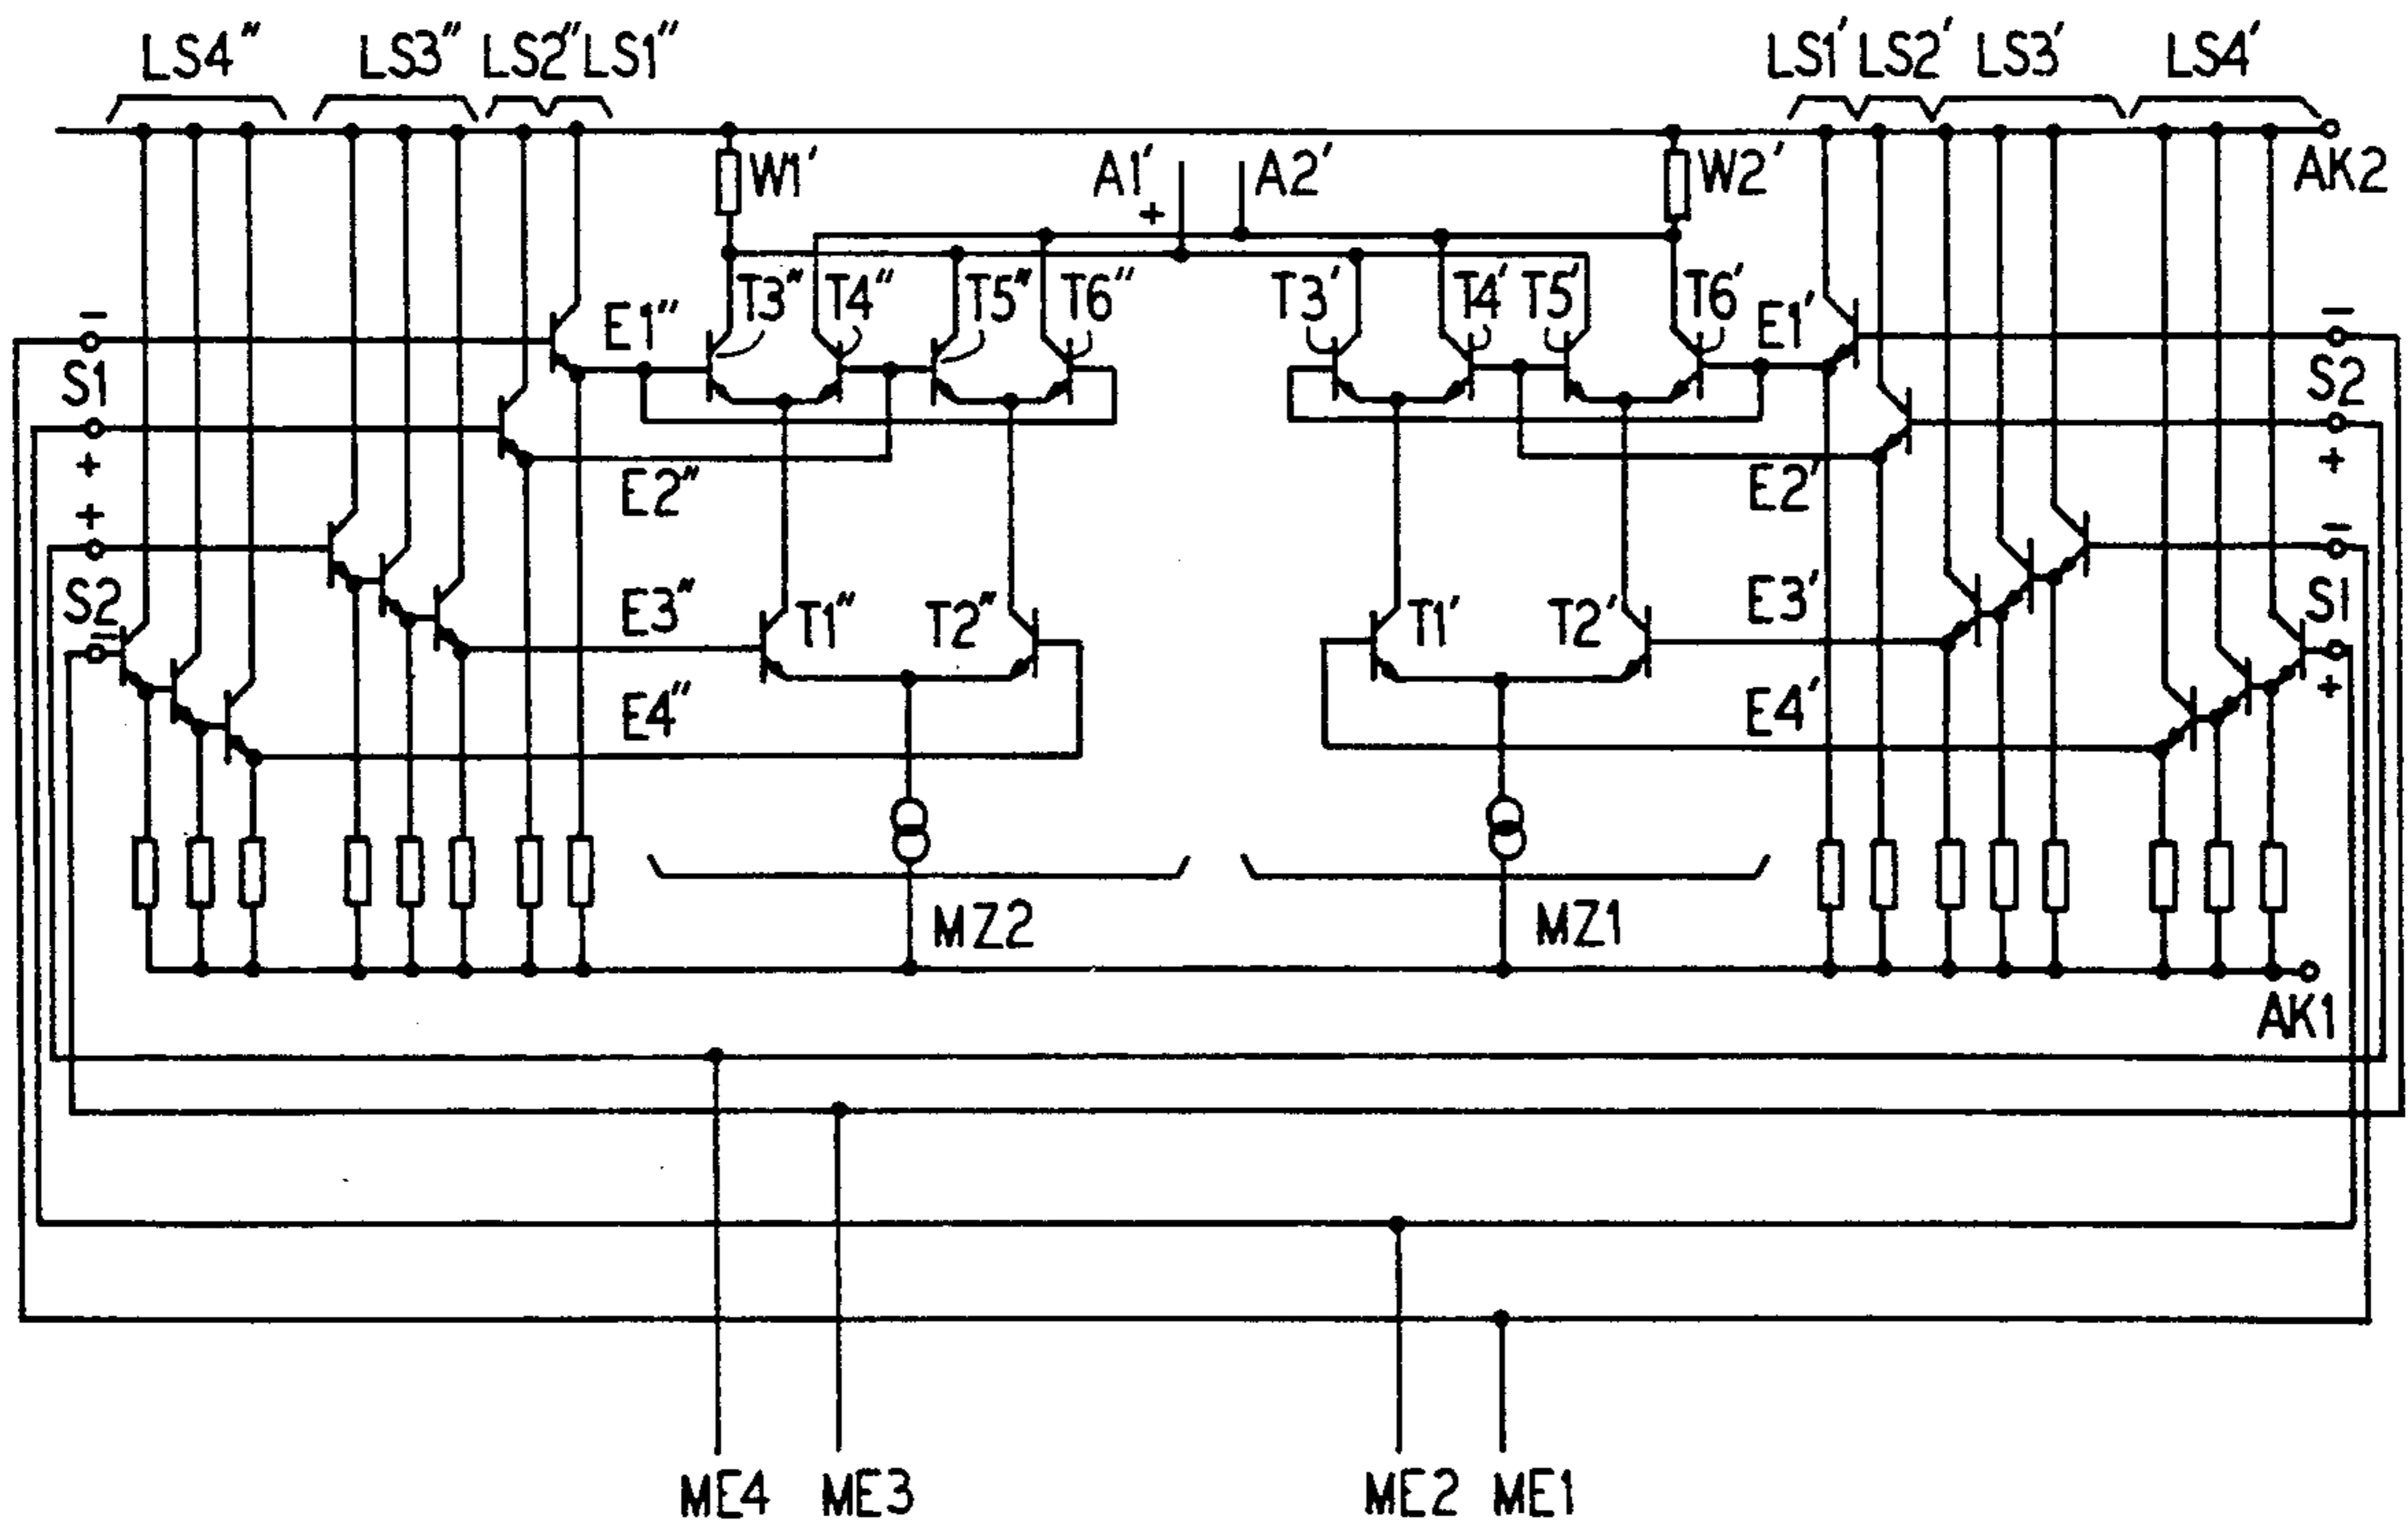 LS4" LS3" LS2" LS1" LS1' LS2' LS3' LS4'
W1' A1' A2' W2' AK2
+
T3" T4" T5" T6" T3' T4' T5' T6'
− E1" E1' −
S1 S2
+ E2" E2' +
+ −
S2 E3" T1" T2" T1' T2' E3' S1
− E4" E4' +
MZ2 MZ1
AK1
ME4 ME3 ME2 ME1